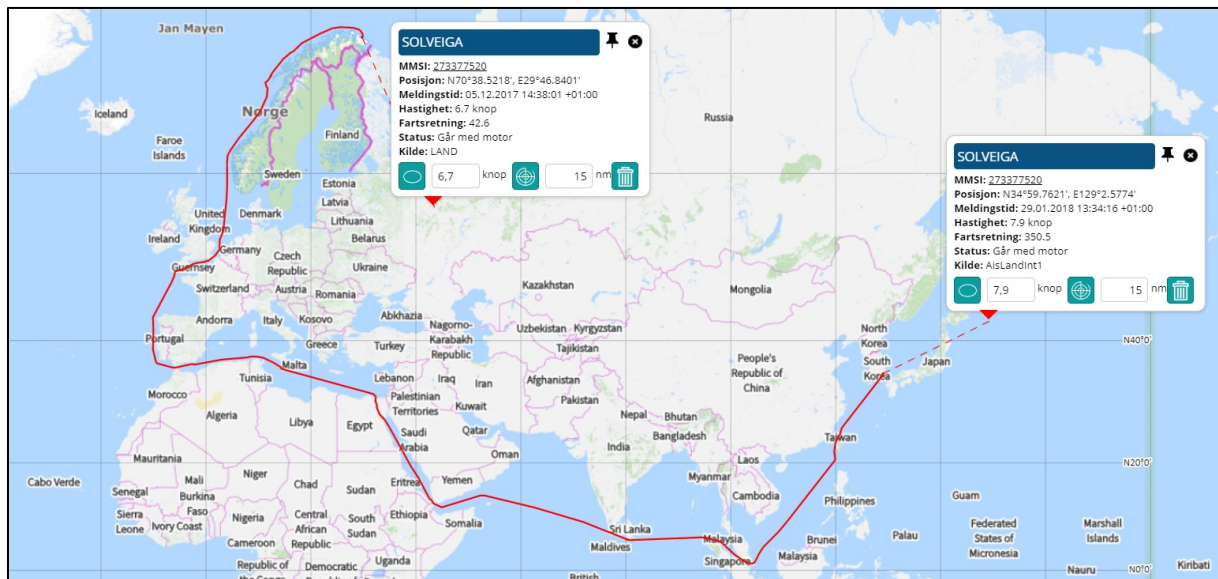 Jan Mayen
SOLVEIGA
MMSI: 273377520
Posisjon: N70°38.5218', E29°46.8401'
Meldingstid: 05.12.2017 14:38:01 +01:00
Hastighet: 6.7 knop
Fartsretning: 42.6
Status: Går med motor
Kilde: LAND
6,7 knop 15 nm
Iceland
Norge
Faroe
Islands
Finland
Russia
SOLVEIGA
MMSI: 273377520
Posisjon: N34°59.7621', E129°2.5774'
Meldingstid: 29.01.2018 13:34:16 +01:00
Hastighet: 7.9 knop
Fartsretning: 350.5
Status: Går med motor
Kilde: AisLandInt1
7,9 knop 15 nm
Sweden
Estonia
Latvia
Lithuania
United
Kingdom
Denmark
Ireland
Belarus
Germany
Guernsey
Czech
Republic
Ukraine
Switzerland
Austria
Romania
Kazakhstan
Mongolia
Andorra
Italy
Kosovo
Abkhazia
Portugal
Greece
Turkey
Nagorno-
Karabakh
Republic
Uzbekistan
Kyrgyzstan
Tajikistan
North
Korea
South
Korea
Japan
N40°0'
Malta
Tunisia
Morocco
Lebanon
Palestinian
Territories
Iraq
Iran
Kuwait
Afghanistan
Pakistan
People's
Republic of
China
Algeria
Libya
Egypt
Saudi
Arabia
Qatar
Oman
Nepal
Bhutan
Bangladesh
India
Taiwan
Mauritania
Mali
Niger
Chad
Sudan
Eritrea
Yemen
Myanmar
Laos
N20°0'
Cabo Verde
Senegal
Burkina
Faso
Sierra
Leone
Ivory Coast
Nigeria
Central
African
Republic
South
Sudan
Ethiopia
Somalia
Cambodia
Philippines
Guam
Cameroon
Sri Lanka
Maldives
Malaysia
Singapore
Brunei
Malaysia
Palau
Federated
States of
Micronesia
Marshall
Islands
Republic of
Democratic
Uganda
British
Nauru
N0°0'
Kiribati